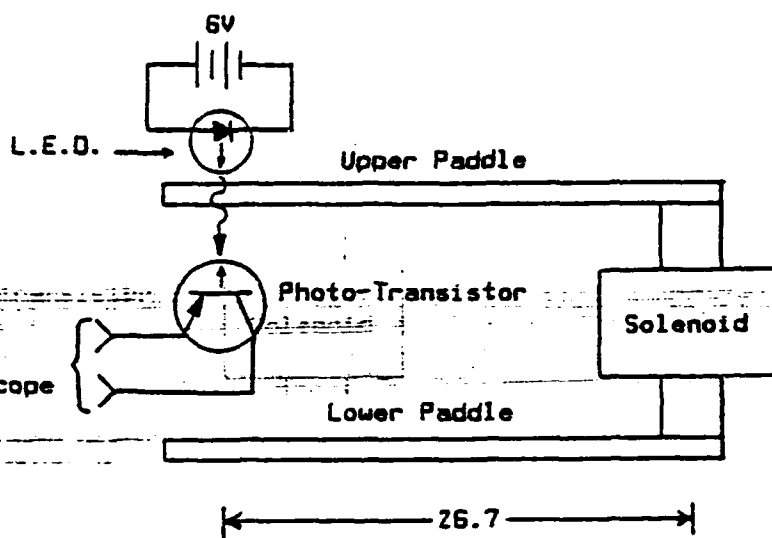 6V
L.E.D.
Upper Paddle
Photo-Transistor
Solenoid
cope
Lower Paddle
26.7